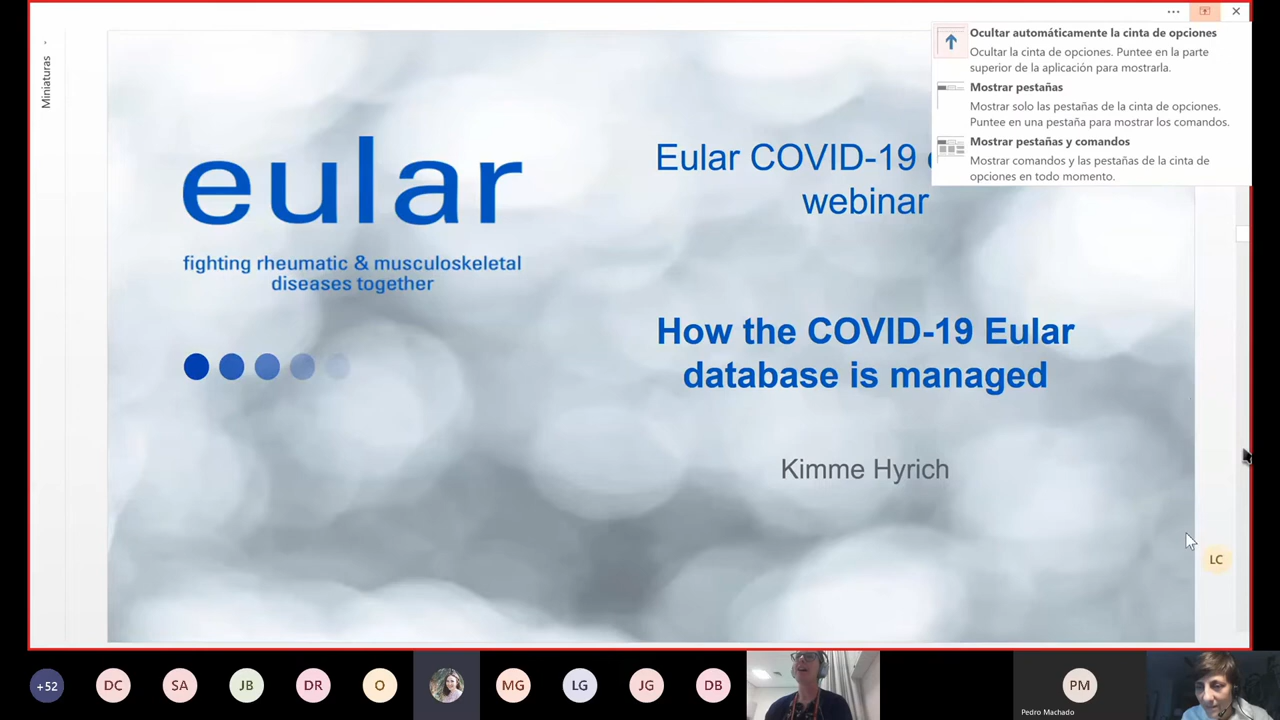 Miniaturas
Ocultar automáticamente la cinta de opciones
Ocultar la cinta de opciones. Puntee en la parte
superior de la aplicación para mostrarla.
Mostrar pestañas
Mostrar solo las pestañas de la cinta de opciones.
Puntee en una pestaña para mostrar los comandos.
Mostrar pestañas y comandos
Mostrar comandos y las pestañas de la cinta de
opciones en todo momento.
eular
fighting rheumatic & musculoskeletal
diseases together
Eular COVID-19
webinar
How the COVID-19 Eular
database is managed
Kimme Hyrich
LC
+52
DC
SA
JB
DR
O
MG
LG
JG
DB
PM
Pedro Machado